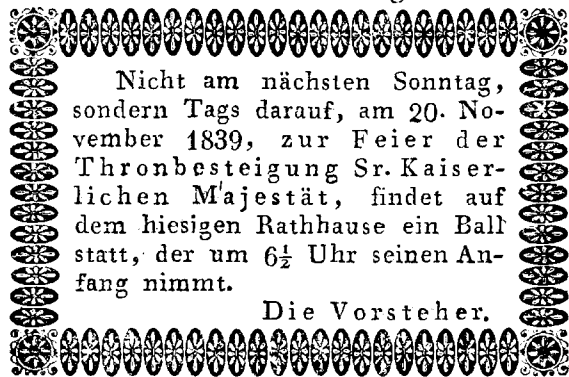 Nicht am nächsten Sonntag,
sondern Tags darauf, am 20. No-
vember 1839, zur Feier der
Thronbesteigung Sr. Kaiser-
lichen Majestät, findet auf
dem hiesigen Rathhause ein Ball
statt, der um 6½ Uhr seinen An-
fang nimmt.
Die Vorsteher.